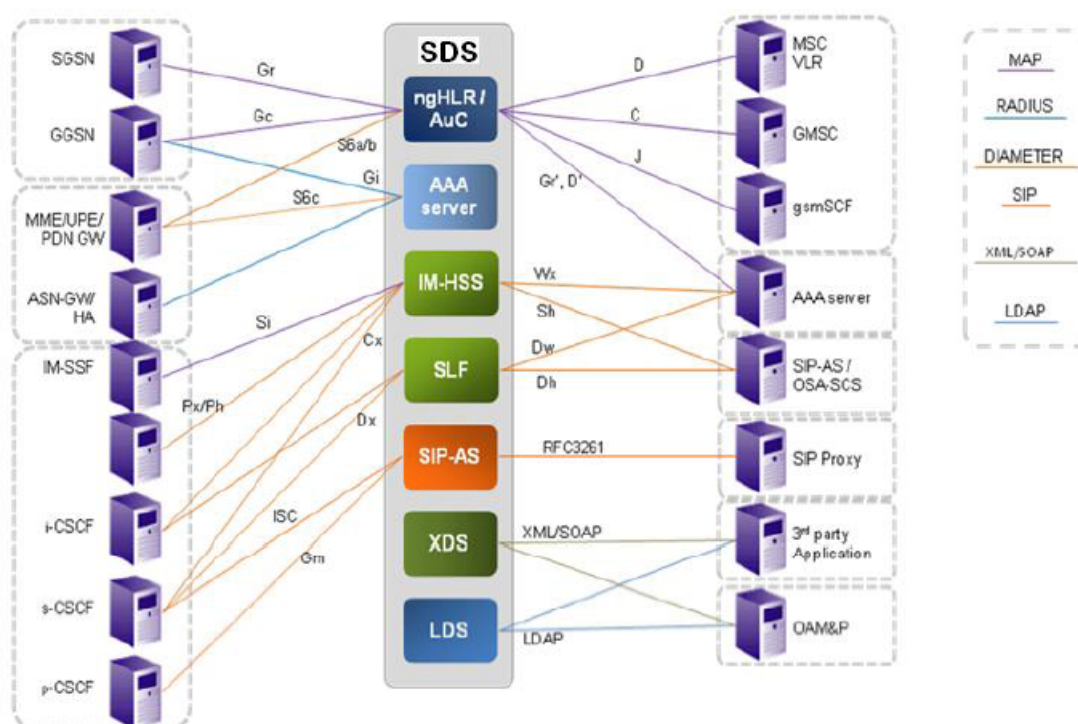 SDS
SGSN
GGSN
MME/UPE/
PDN GW
ASN-GW/
HA
IM-SSF
i-CSCF
s-CSCF
p-CSCF
Gr
Gc
S6a/b
Gi
S6c
Si
Cx
Px/Ph
Dx
ISC
Gm
ngHLR /
AuC
AAA
server
IM-HSS
SLF
SIP-AS
XDS
LDS
D
C
J
Gr', D'
Wx
Sh
Dw
Dh
RFC3261
XML/SOAP
LDAP
MSC
VLR
GMSC
gsmSCF
AAA server
SIP-AS /
OSA-SCS
SIP Proxy
3rd party
Application
OAM&P
MAP
RADIUS
DIAMETER
SIP
XML/SOAP
LDAP